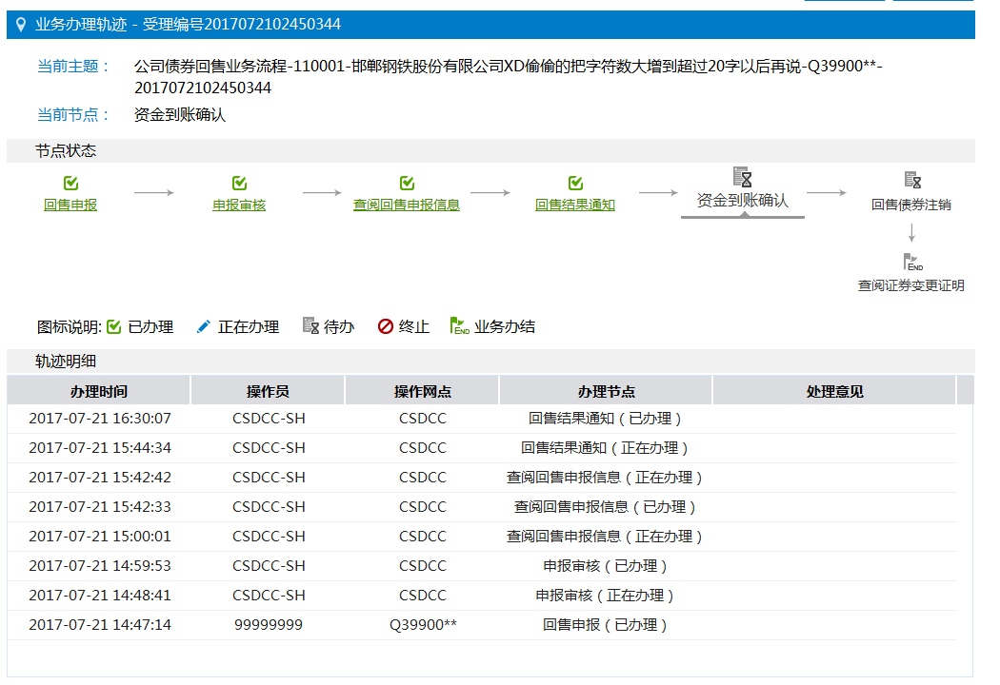 业务办理轨迹 - 受理编号2017072102450344
当前主题： 公司债券回售业务流程-110001-邯郸钢铁股份有限公司XD偷偷的把字符数大增到超过20字以后再说-Q39900**-
2017072102450344
当前节点： 资金到账确认
节点状态
回售申报 申报审核 查阅回售申报信息 回售结果通知 资金到账确认 回售债券注销
END
查阅证券变更证明
图标说明: 已办理 正在办理 待办 终止 END 业务办结
轨迹明细
办理时间 操作员 操作网点 办理节点 处理意见
2017-07-21 16:30:07 CSDCC-SH CSDCC 回售结果通知（已办理）
2017-07-21 15:44:34 CSDCC-SH CSDCC 回售结果通知（正在办理）
2017-07-21 15:42:42 CSDCC-SH CSDCC 查阅回售申报信息（正在办理）
2017-07-21 15:42:33 CSDCC-SH CSDCC 查阅回售申报信息（已办理）
2017-07-21 15:00:01 CSDCC-SH CSDCC 查阅回售申报信息（正在办理）
2017-07-21 14:59:53 CSDCC-SH CSDCC 申报审核（已办理）
2017-07-21 14:48:41 CSDCC-SH CSDCC 申报审核（正在办理）
2017-07-21 14:47:14 99999999 Q39900** 回售申报（已办理）